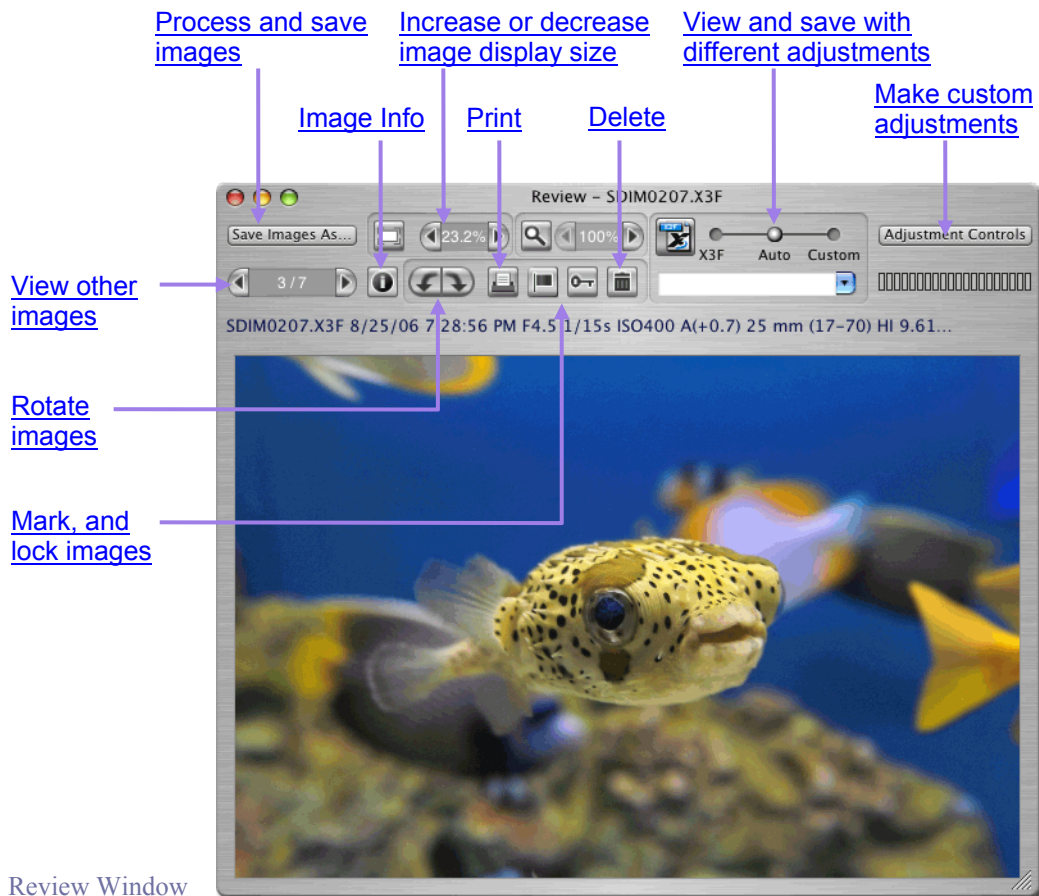 Process and save
images
Increase or decrease
image display size
View and save with
different adjustments
Make custom
adjustments
Image Info
Print
Delete
Review – SDIM0207.X3F
Save Images As...
23.2%
100%
X3F
X3F
Auto
Custom
Adjustment Controls
View other
images
3 / 7
SDIM0207.X3F 8/25/06 7:28:56 PM F4.5 1/15s ISO400 A(+0.7) 25 mm (17–70) HI 9.61...
Rotate
images
Mark, and
lock images
Review Window